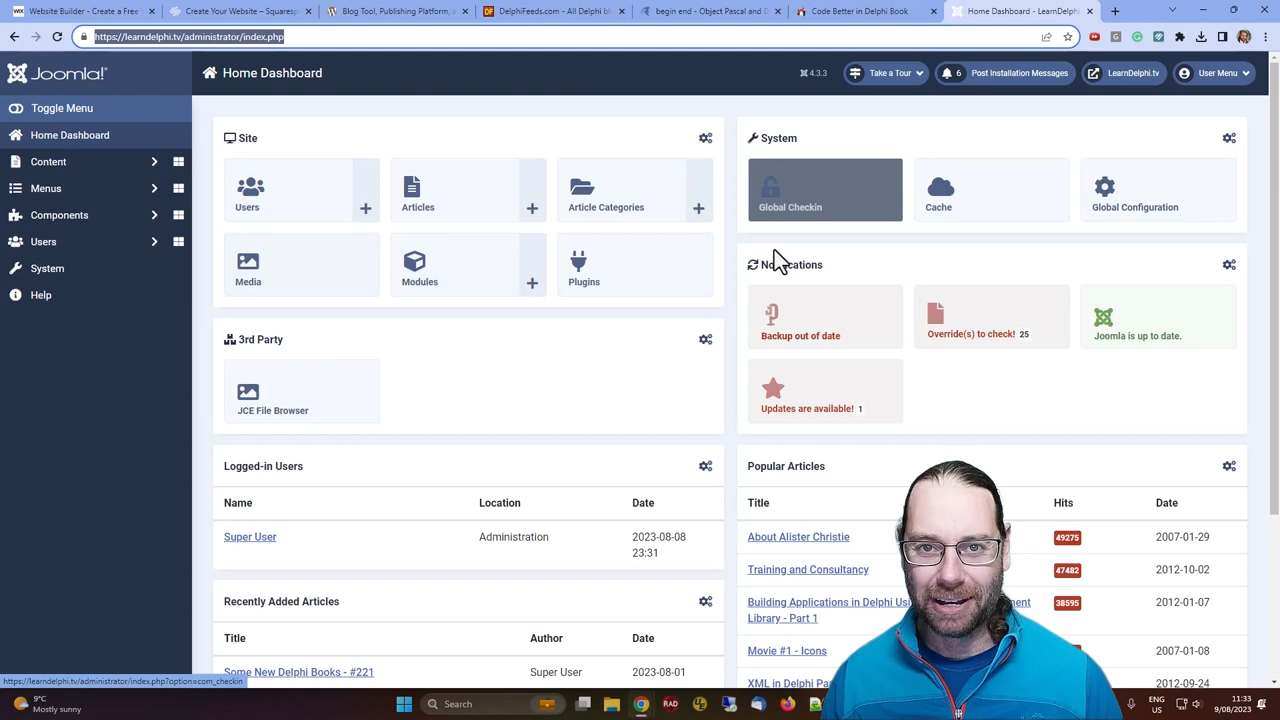 Website Builder - Create a Free
Website Building — Squaresp
Blog Tool, Publishing Platform, &
DelphiFeeds.com - All Delphi bl
begin end - Object Pascal D
Code Better in Delphi Book
Home Dashboard - LearnDelph
https://learndelphi.tv/administrator/index.php
Joomla!
Home Dashboard
4.3.3
Take a Tour
6 Post Installation Messages
LearnDelphi.tv
User Menu
Toggle Menu
Home Dashboard
Content
Menus
Components
Users
System
Help
Site
Users
Articles
Article Categories
Media
Modules
Plugins
3rd Party
JCE File Browser
Logged-in Users
Name Location Date
Super User Administration 2023-08-08
23:31
Recently Added Articles
Title Author Date
Some New Delphi Books - #221 Super User 2023-08-01
System
Global Checkin
Cache
Global Configuration
Backup out of date
Override(s) to check! 25
Joomla is up to date.
Updates are available! 1
Popular Articles
Title Hits Date
About Alister Christie 49275 2007-01-29
Training and Consultancy 47482 2012-10-02
Building Applications in Delphi 38595 2012-01-07
Library - Part 1
Movie #1 - Icons 2007-01-08
XML in Delphi 2012-09-24
https://learndelphi.tv/administrator/index.php?option=com_checkin
9°C
Mostly sunny
Search
RAD
ENG
US
11:33
9/08/2023